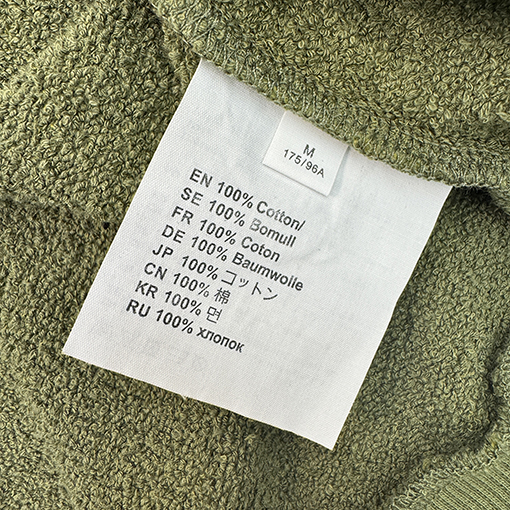 M
175/96A
EN 100% Cotton/
SE 100% Bomull
FR 100% Coton
DE 100% Baumwolle
JP 100% コットン
CN 100% 棉
KR 100% 면
RU 100% хлопок